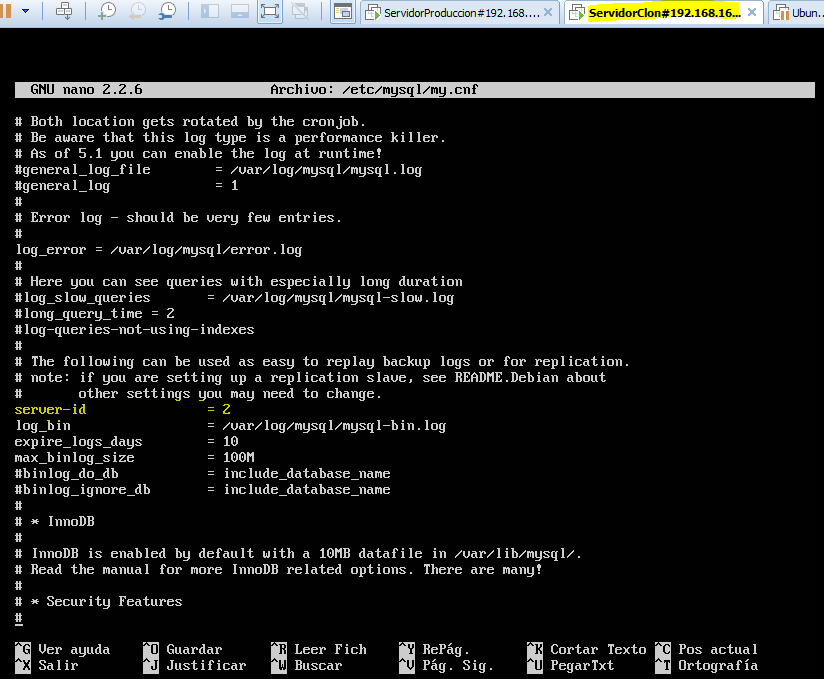 ServidorProduccion#192.168....
ServidorClon#192.168.16...
Ubun...
GNU nano 2.2.6 Archivo: /etc/mysql/my.cnf
# Both location gets rotated by the cronjob.
# Be aware that this log type is a performance killer.
# As of 5.1 you can enable the log at runtime!
#general_log_file = /var/log/mysql/mysql.log
#general_log = 1
#
# Error log - should be very few entries.
#
log_error = /var/log/mysql/error.log
#
# Here you can see queries with especially long duration
#log_slow_queries = /var/log/mysql/mysql-slow.log
#long_query_time = 2
#log-queries-not-using-indexes
#
# The following can be used as easy to replay backup logs or for replication.
# note: if you are setting up a replication slave, see README.Debian about
# other settings you may need to change.
server-id = 2
log_bin = /var/log/mysql/mysql-bin.log
expire_logs_days = 10
max_binlog_size = 100M
#binlog_do_db = include_database_name
#binlog_ignore_db = include_database_name
#
# * InnoDB
#
# InnoDB is enabled by default with a 10MB datafile in /var/lib/mysql/.
# Read the manual for more InnoDB related options. There are many!
#
# * Security Features
#
^G Ver ayuda ^O Guardar ^R Leer Fich ^Y RePág. ^K Cortar Texto ^C Pos actual
^X Salir ^J Justificar ^W Buscar ^V Pág. Sig. ^U PegarTxt ^T Ortografía